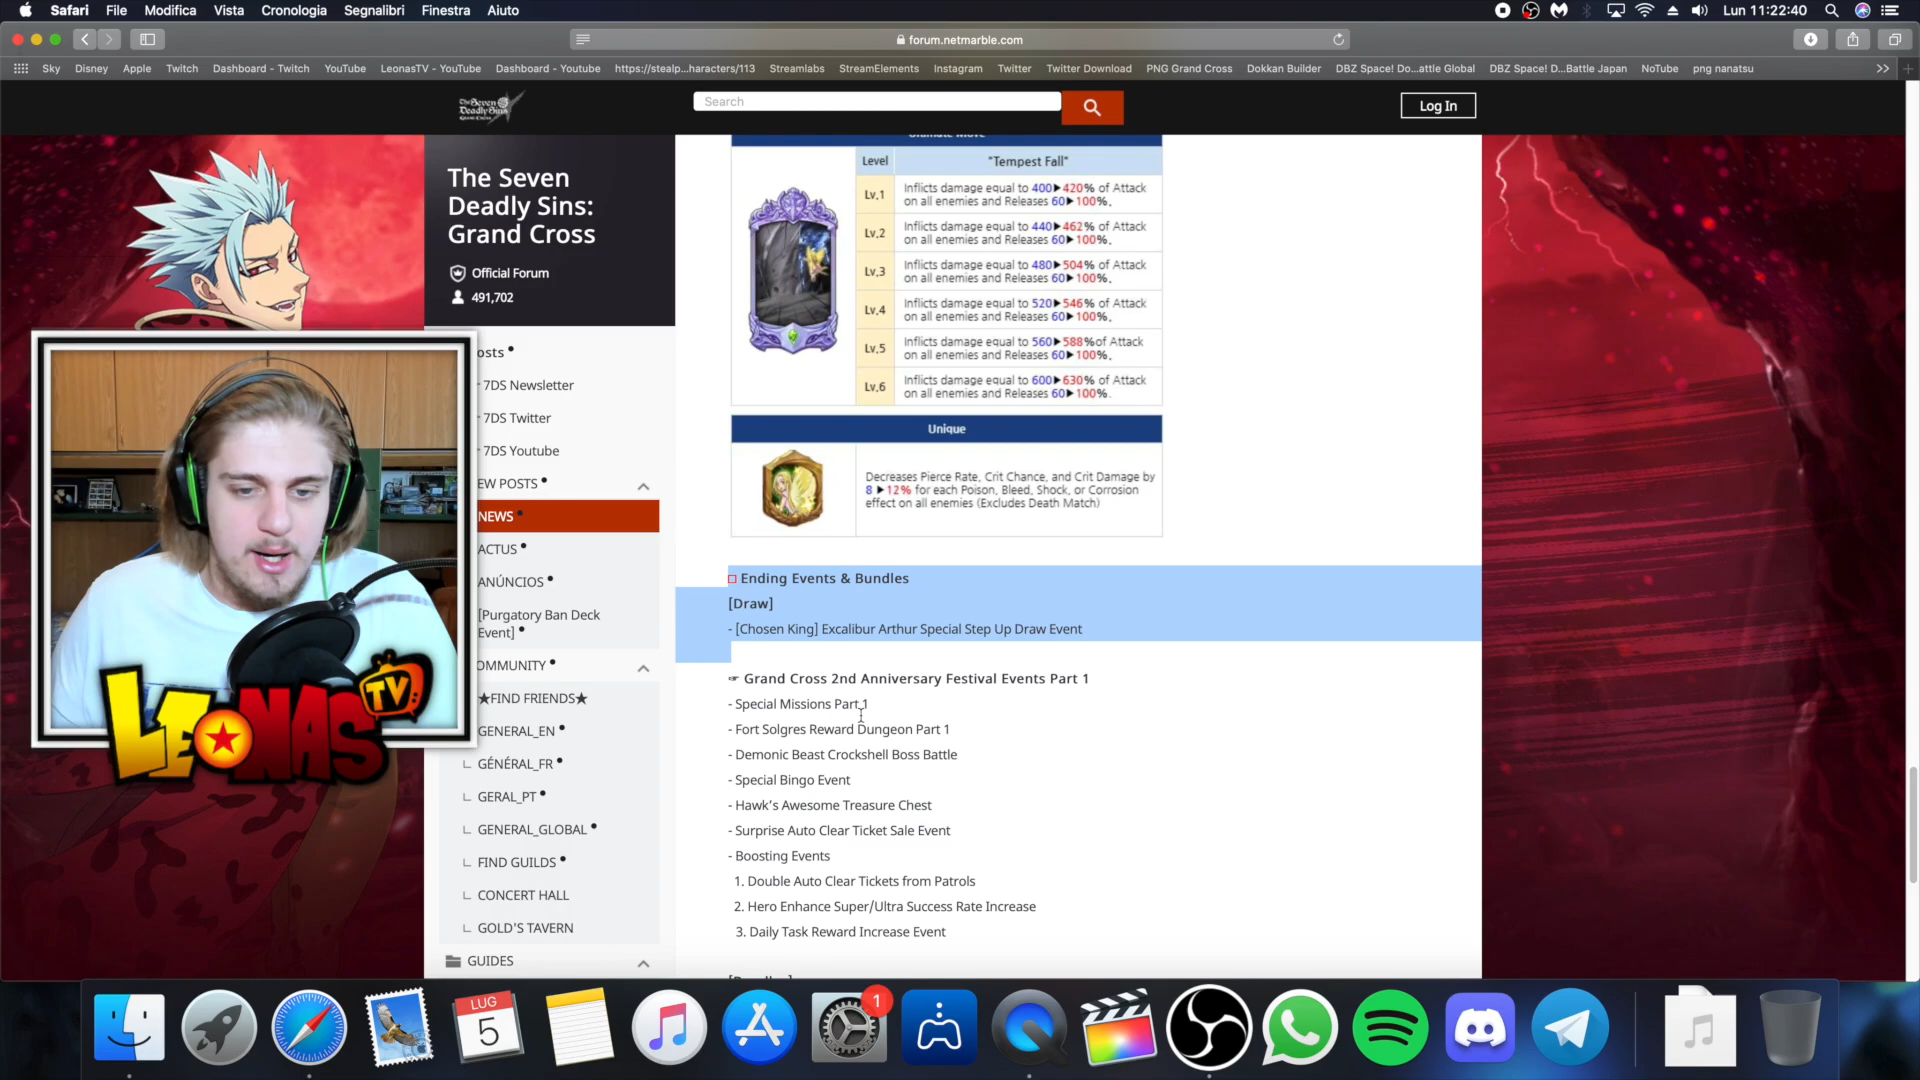 Safari File Modifica Vista Cronologia Segnalibri Finestra Aiuto
Lun 11:22:40
forum.netmarble.com
Sky Disney Apple Twitch Dashboard - Twitch YouTube LeonasTV - YouTube Dashboard - Youtube https://stealp...haracters/113 Streamlabs StreamElements Instagram Twitter Twitter Download PNG Grand Cross Dokkan Builder DBZ Space! Do...attle Global DBZ Space! D...Battle Japan NoTube png nanatsu
The Seven Deadly Sins GRAND CROSS
Search
Log In
The Seven
Deadly Sins:
Grand Cross
Official Forum
491,702
osts
7DS Newsletter
7DS Twitter
7DS Youtube
EW POSTS
NEWS
ACTUS
ANÚNCIOS
[Purgatory Ban Deck
Event]
OMMUNITY
★FIND FRIENDS★
GENERAL_EN
GÉNÉRAL_FR
GERAL_PT
GENERAL_GLOBAL
FIND GUILDS
CONCERT HALL
GOLD'S TAVERN
GUIDES
Level "Tempest Fall"
Lv.1 Inflicts damage equal to 400▶420% of Attack
on all enemies and Releases 60▶100%.
Lv.2 Inflicts damage equal to 440▶462% of Attack
on all enemies and Releases 60▶100%.
Lv.3 Inflicts damage equal to 480▶504% of Attack
on all enemies and Releases 60▶100%.
Lv.4 Inflicts damage equal to 520▶546% of Attack
on all enemies and Releases 60▶100%.
Lv.5 Inflicts damage equal to 560▶588%of Attack
on all enemies and Releases 60▶100%.
Lv.6 Inflicts damage equal to 600▶630% of Attack
on all enemies and Releases 60▶100%.
Unique
Decreases Pierce Rate, Crit Chance, and Crit Damage by
8 ▶12% for each Poison, Bleed, Shock, or Corrosion
effect on all enemies (Excludes Death Match)
□ Ending Events & Bundles
[Draw]
- [Chosen King] Excalibur Arthur Special Step Up Draw Event
☞ Grand Cross 2nd Anniversary Festival Events Part 1
- Special Missions Part 1
- Fort Solgres Reward Dungeon Part 1
- Demonic Beast Crockshell Boss Battle
- Special Bingo Event
- Hawk's Awesome Treasure Chest
- Surprise Auto Clear Ticket Sale Event
- Boosting Events
1. Double Auto Clear Tickets from Patrols
2. Hero Enhance Super/Ultra Success Rate Increase
3. Daily Task Reward Increase Event
LEONAS TV
LUG
5
1